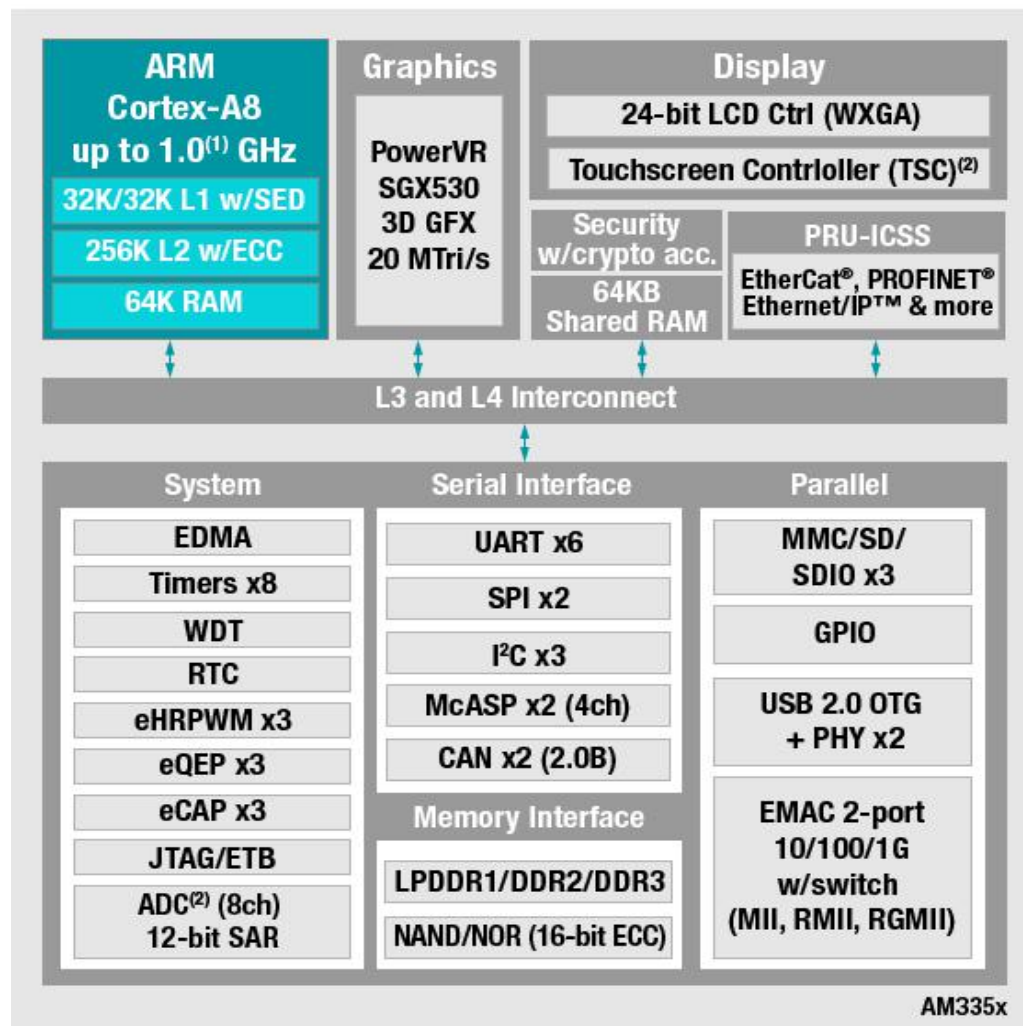 ARM
Cortex-A8
up to 1.0⁽¹⁾ GHz
32K/32K L1 w/SED
256K L2 w/ECC
64K RAM
Graphics
PowerVR
SGX530
3D GFX
20 MTri/s
Display
24-bit LCD Ctrl (WXGA)
Touchscreen Contrloller (TSC)⁽²⁾
Security
w/crypto acc.
64KB
Shared RAM
PRU-ICSS
EtherCat®, PROFINET®
Ethernet/IP™ & more
L3 and L4 Interconnect
System
EDMA
Timers x8
WDT
RTC
eHRPWM x3
eQEP x3
eCAP x3
JTAG/ETB
ADC⁽²⁾ (8ch)
12-bit SAR
Serial Interface
UART x6
SPI x2
I²C x3
McASP x2 (4ch)
CAN x2 (2.0B)
Memory Interface
LPDDR1/DDR2/DDR3
NAND/NOR (16-bit ECC)
Parallel
MMC/SD/
SDIO x3
GPIO
USB 2.0 OTG
+ PHY x2
EMAC 2-port
10/100/1G
w/switch
(MII, RMII, RGMII)
AM335x